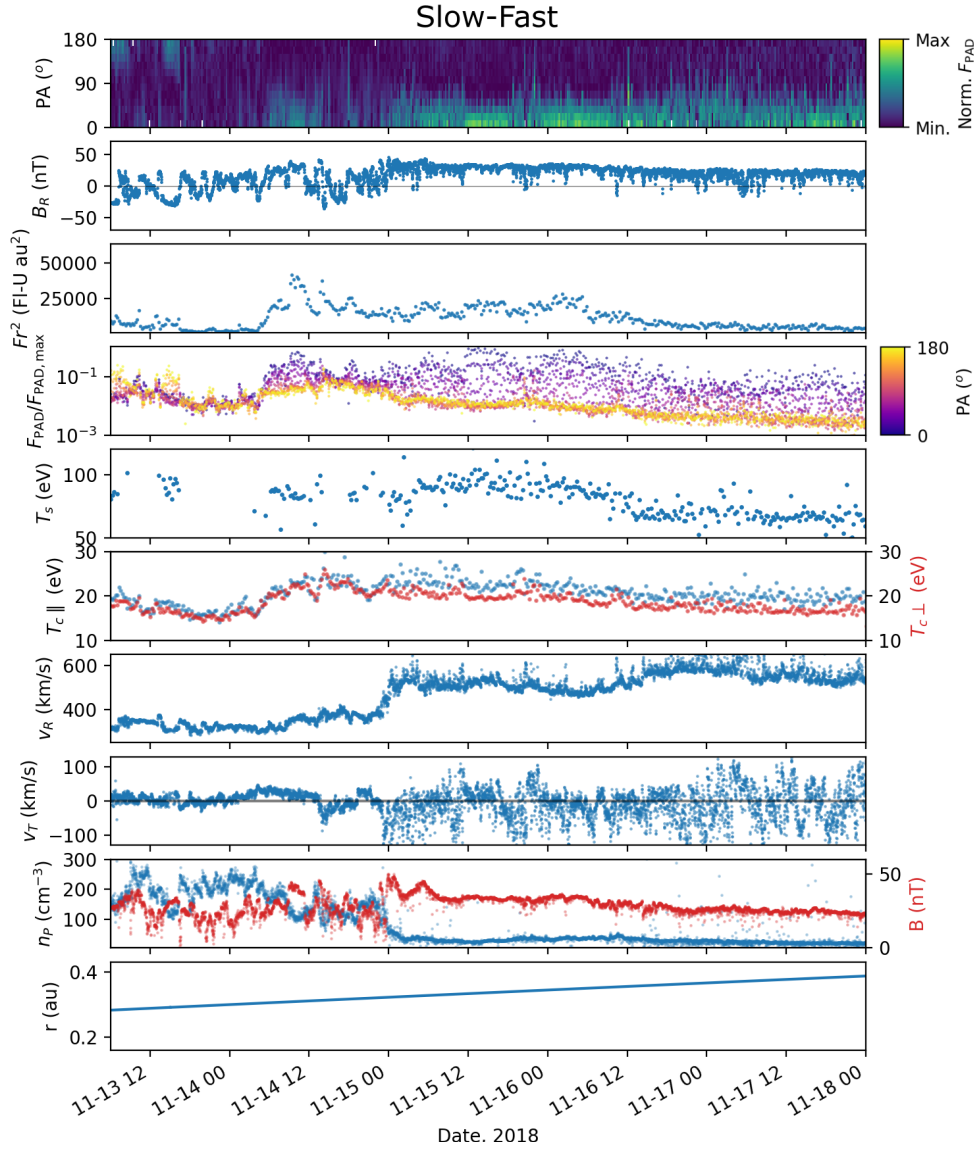 Slow-Fast
180
90
0
PA (°)
Max
Min.
Norm. F_PAD
50
0
−50
B_R (nT)
50000
25000
Fr² (FI-U au²)
10⁻¹
10⁻³
F_PAD/F_PAD,max
180
0
PA (°)
100
50
T_s (eV)
30
20
10
T_c ∥ (eV)
30
20
10
T_c ⊥ (eV)
600
400
v_R (km/s)
100
0
−100
v_T (km/s)
300
200
100
n_P (cm⁻³)
50
0
B (nT)
0.4
0.2
r (au)
11-13 12
11-14 00
11-14 12
11-15 00
11-15 12
11-16 00
11-16 12
11-17 00
11-17 12
11-18 00
Date. 2018